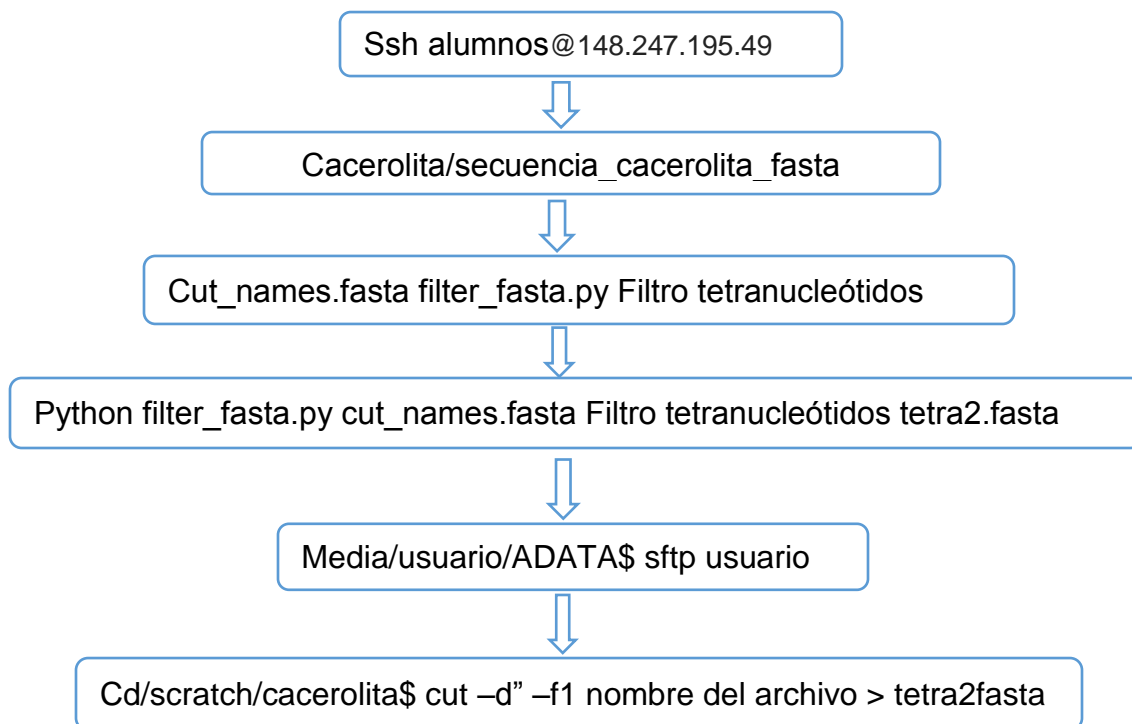 Ssh alumnos@148.247.195.49
Cacerolita/secuencia_cacerolita_fasta
Cut_names.fasta filter_fasta.py Filtro tetranucleótidos
Python filter_fasta.py cut_names.fasta Filtro tetranucleótidos tetra2.fasta
Media/usuario/ADATA$ sftp usuario
Cd/scratch/cacerolita$ cut –d” –f1 nombre del archivo > tetra2fasta